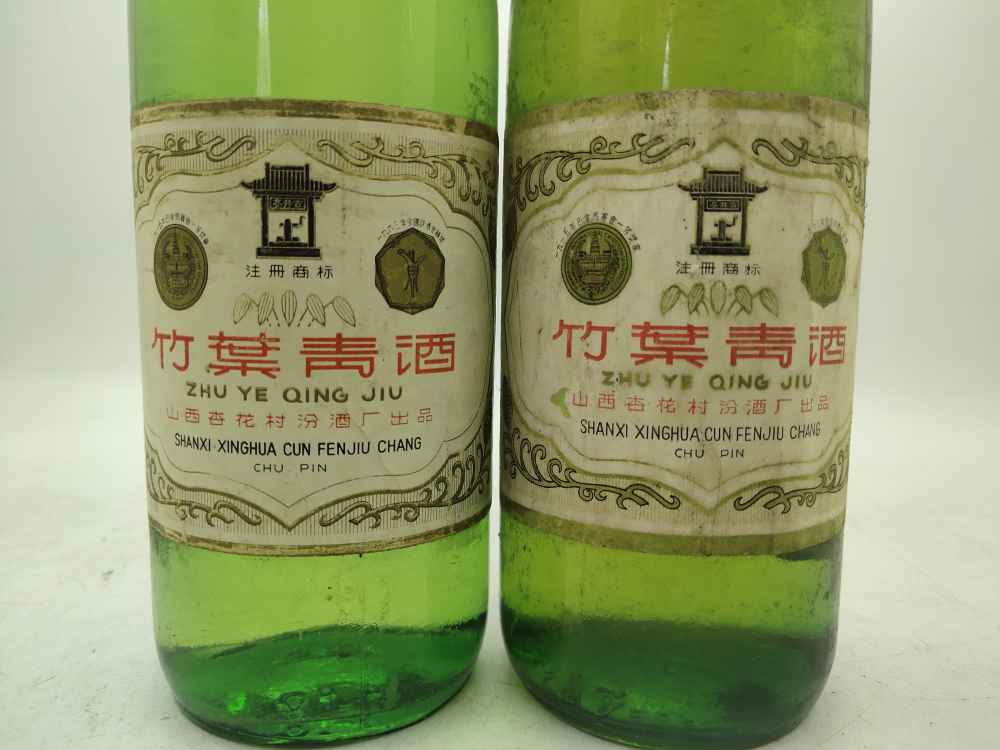 注冊商标
竹葉青酒
ZHU YE QING JIU
山西杏花村汾酒厂出品
SHANXI XINGHUA CUN FENJIU CHANG
CHU PIN
注冊商标
竹葉青酒
ZHU YE QING JIU
山西杏花村汾酒厂出品
SHANXI XINGHUA CUN FENJIU CHANG
CHU PIN